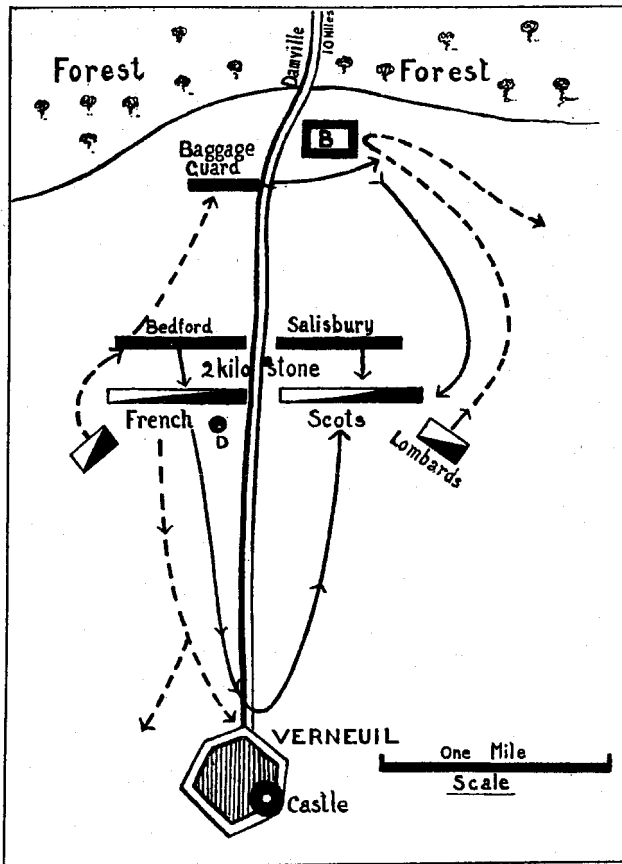 Damville
10 Miles
Forest
Forest
B
Baggage
Guard
Bedford
Salisbury
2 kilo stone
French
D
Scots
Lombards
VERNEUIL
Castle
One Mile
Scale